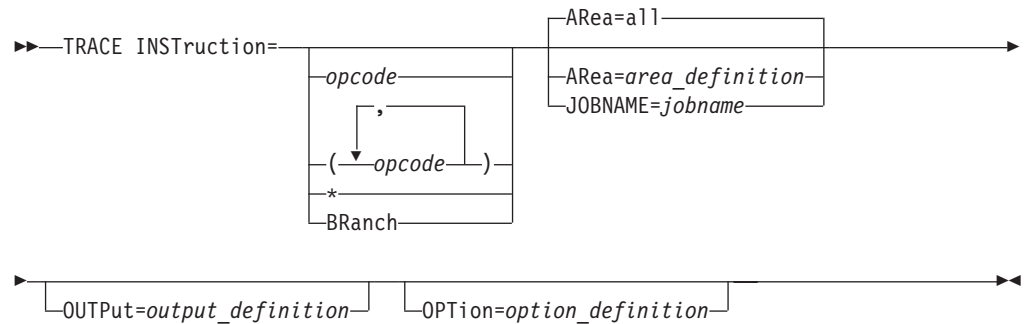 ARea=all
TRACE INSTruction=
opcode
ARea=area_definition
JOBNAME=jobname
,
( opcode )
*
BRanch
OUTPut=output_definition OPTion=option_definition